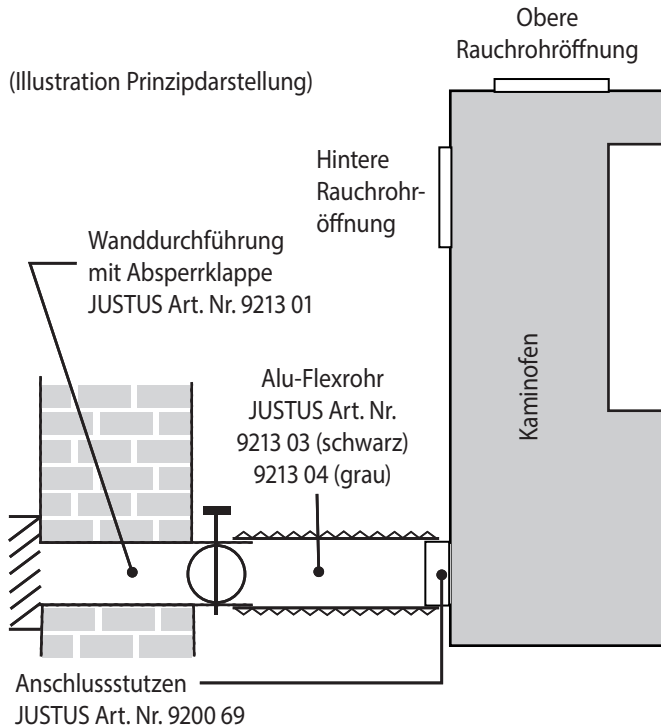 Obere
Rauchrohröffnung
(Illustration Prinzipdarstellung)
Hintere
Rauchrohr-
öffnung
Wanddurchführung
mit Absperrklappe
JUSTUS Art. Nr. 9213 01
Alu-Flexrohr
JUSTUS Art. Nr.
9213 03 (schwarz)
9213 04 (grau)
Kaminofen
Anschlussstutzen
JUSTUS Art. Nr. 9200 69